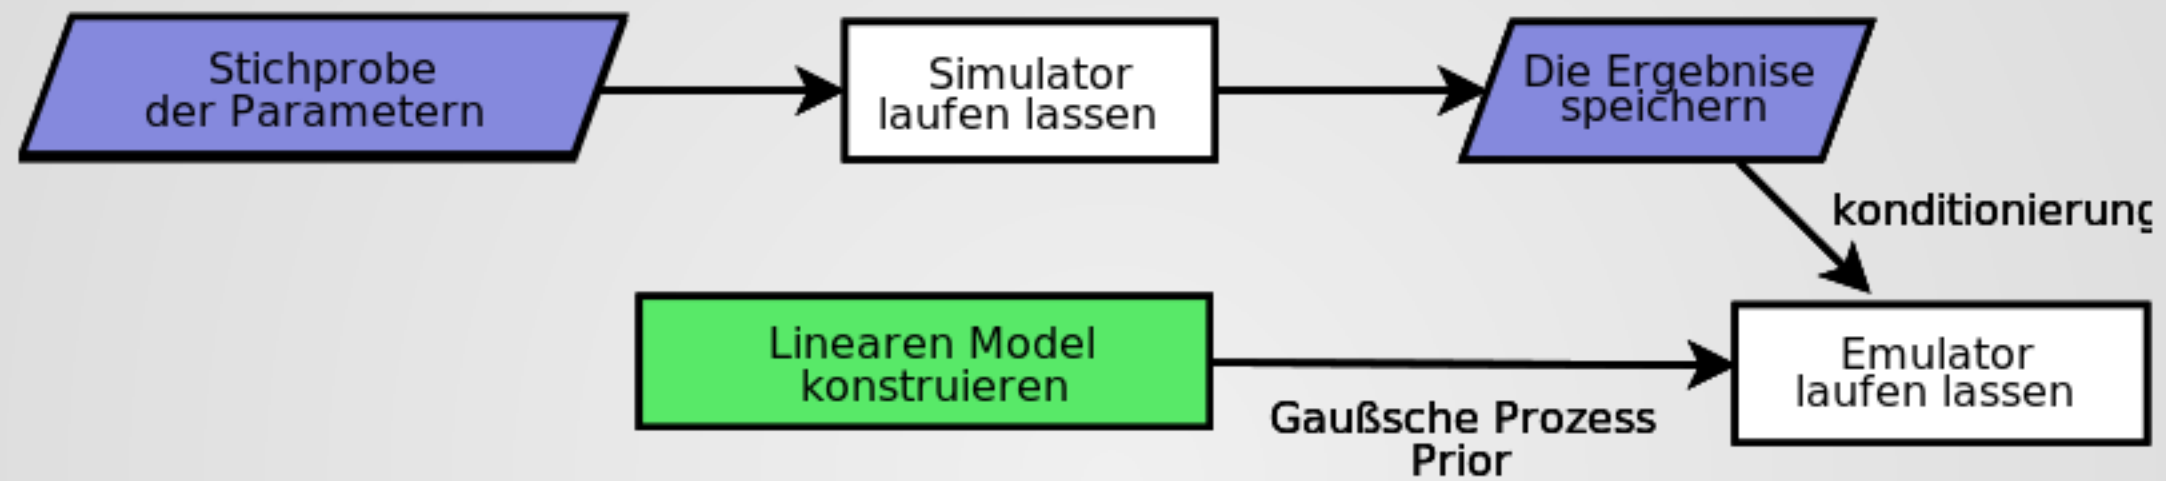 Stichprobe
der Parametern
Simulator
laufen lassen
Die Ergebnise
speichern
konditionierung
Linearen Model
konstruieren
Gaußsche Prozess
Prior
Emulator
laufen lassen